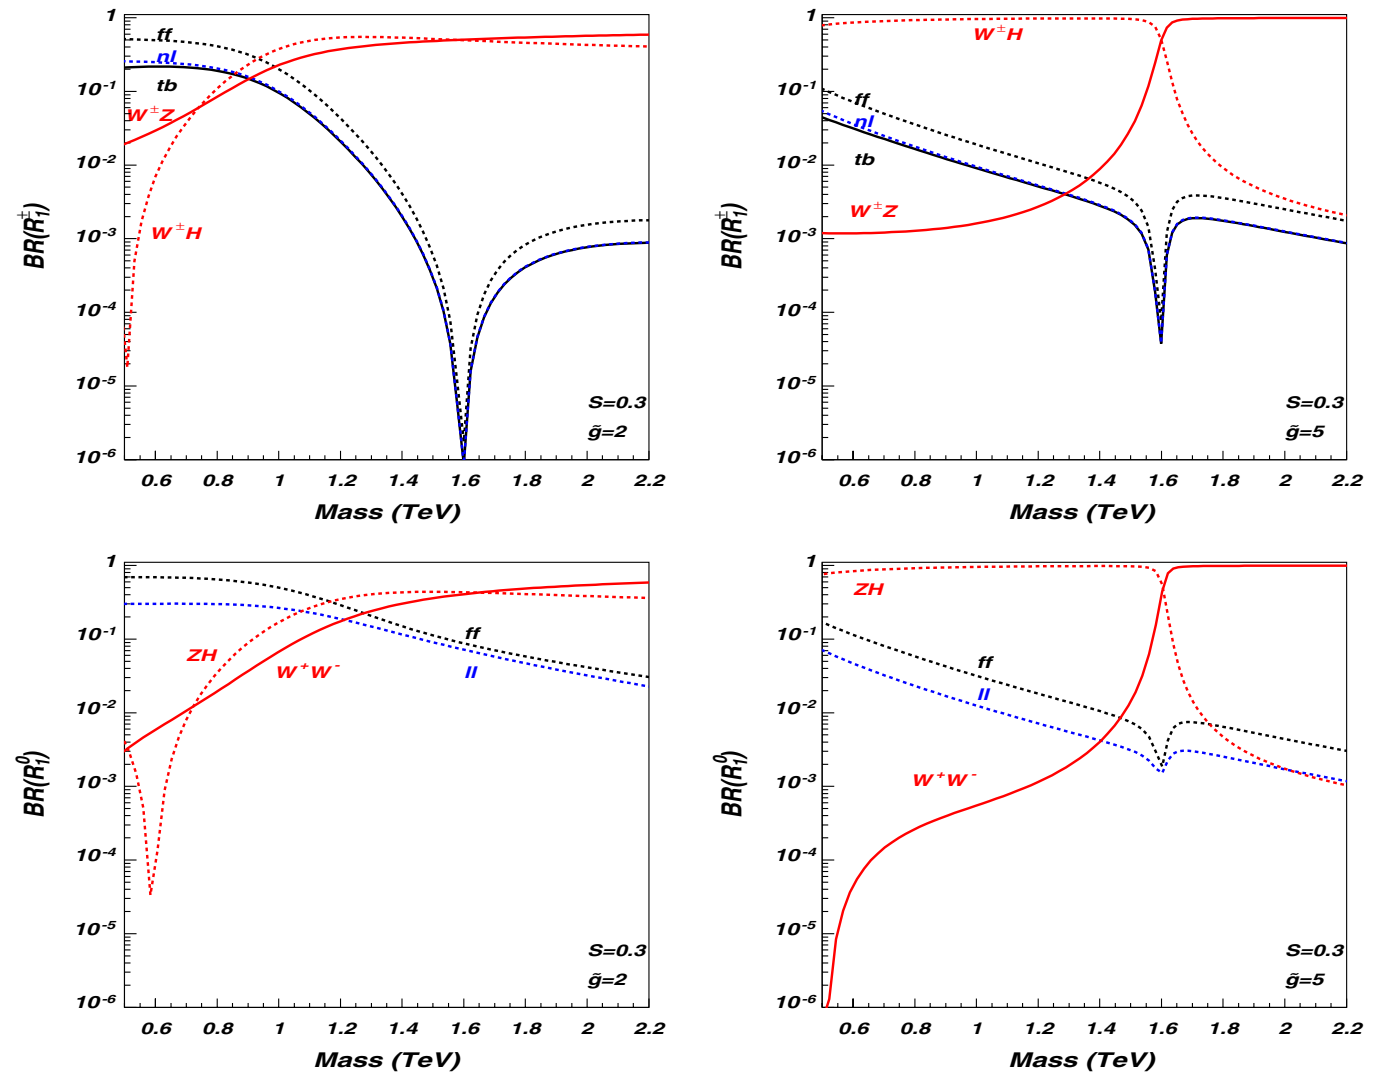 1
10⁻¹
10⁻²
10⁻³
10⁻⁴
10⁻⁵
10⁻⁶
BR(R₁±)
ff
nl
tb
W±Z
W±H
S=0.3
g̃=2
0.6 0.8 1 1.2 1.4 1.6 1.8 2 2.2
Mass (TeV)
1
10⁻¹
10⁻²
10⁻³
10⁻⁴
10⁻⁵
10⁻⁶
BR(R₁±)
W±H
ff
nl
tb
W±Z
S=0.3
g̃=5
0.6 0.8 1 1.2 1.4 1.6 1.8 2 2.2
Mass (TeV)
1
10⁻¹
10⁻²
10⁻³
10⁻⁴
10⁻⁵
10⁻⁶
BR(R₁⁰)
ff
ZH
W⁺W⁻
ll
S=0.3
g̃=2
0.6 0.8 1 1.2 1.4 1.6 1.8 2 2.2
Mass (TeV)
1
10⁻¹
10⁻²
10⁻³
10⁻⁴
10⁻⁵
10⁻⁶
BR(R₁⁰)
ZH
ff
ll
W⁺W⁻
S=0.3
g̃=5
0.6 0.8 1 1.2 1.4 1.6 1.8 2 2.2
Mass (TeV)